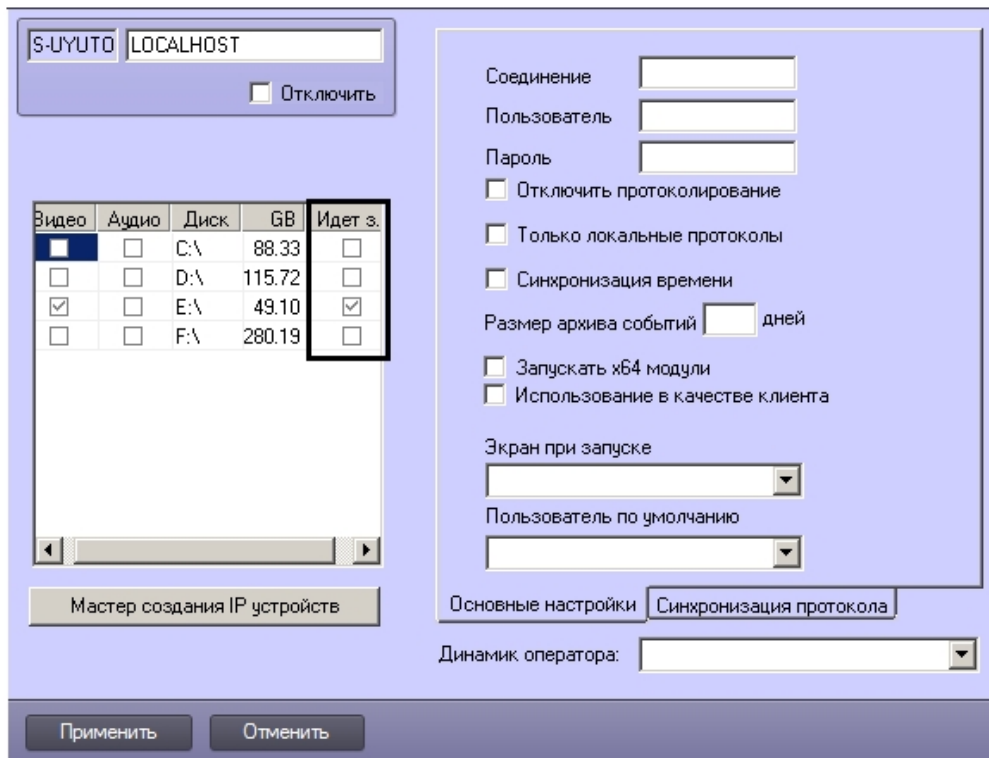 S-UYUTO LOCALHOST
Отключить
Видео Аудио Диск GB Идет з.
C:\ 88.33
D:\ 115.72
E:\ 49.10
F:\ 280.19
Мастер создания IP устройств
Соединение
Пользователь
Пароль
Отключить протоколирование
Только локальные протоколы
Синхронизация времени
Размер архива событий дней
Запускать x64 модули
Использование в качестве клиента
Экран при запуске
Пользователь по умолчанию
Основные настройки Синхронизация протокола
Динамик оператора:
Применить Отменить